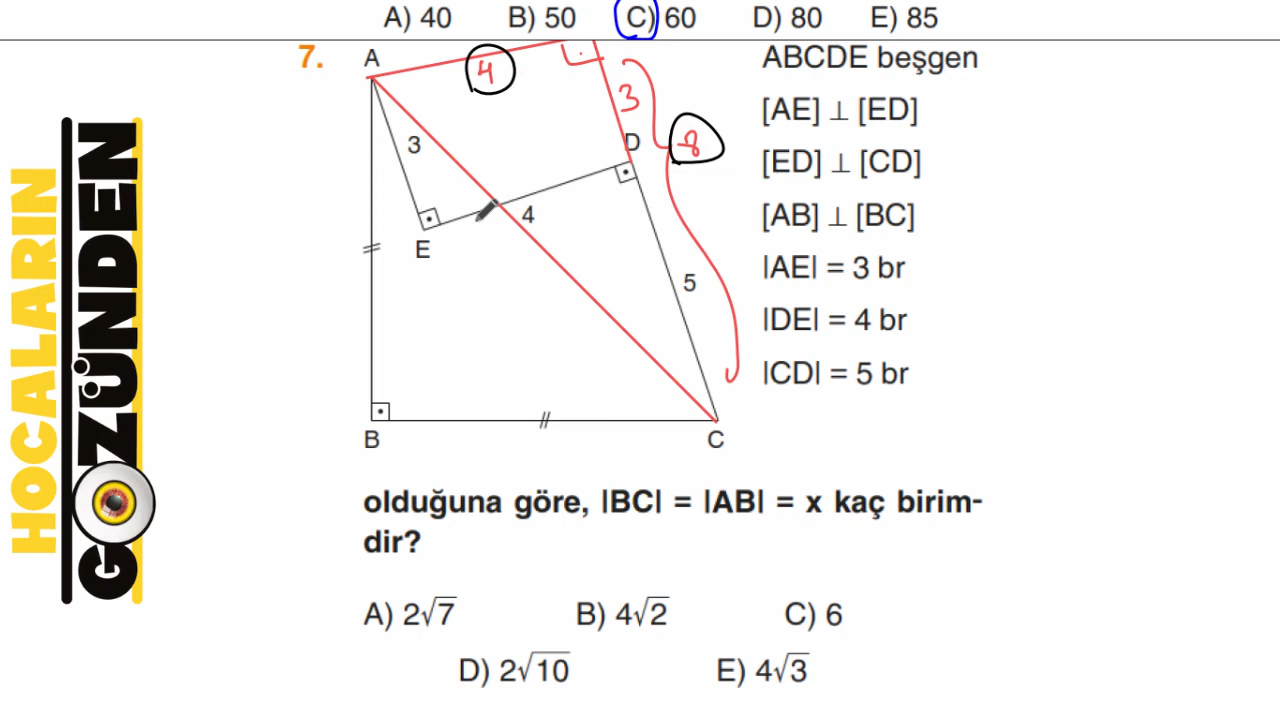 A) 40 B) 50 C) 60 D) 80 E) 85
7.
A
4
3
8
D
3
4
E
5
B
C
ABCDE beşgen
[AE] ⊥ [ED]
[ED] ⊥ [CD]
[AB] ⊥ [BC]
|AE| = 3 br
|DE| = 4 br
|CD| = 5 br
olduğuna göre, |BC| = |AB| = x kaç birim-
dir?
A) 2√7 B) 4√2 C) 6
D) 2√10 E) 4√3
HOCALARIN
GÖZÜNDEN